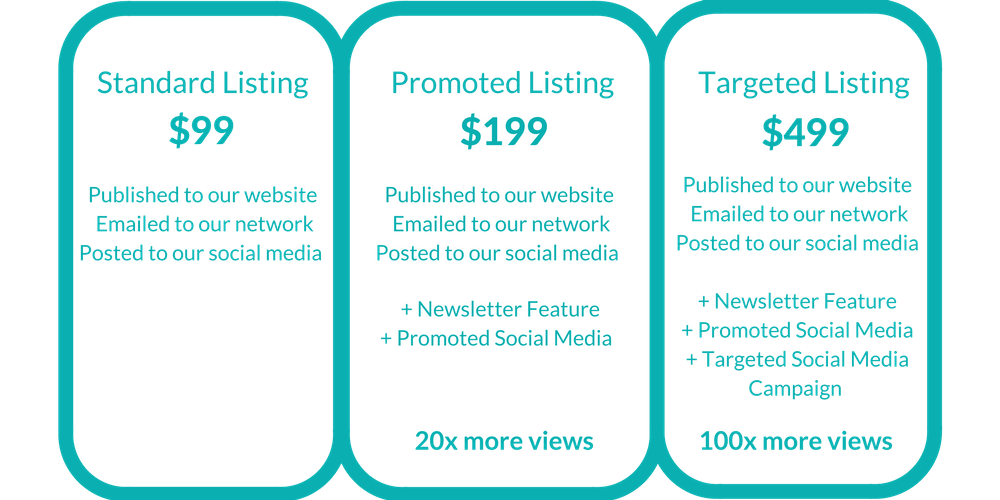 Standard Listing
$99
Published to our website
Emailed to our network
Posted to our social media
Promoted Listing
$199
Published to our website
Emailed to our network
Posted to our social media
+ Newsletter Feature
+ Promoted Social Media
20x more views
Targeted Listing
$499
Published to our website
Emailed to our network
Posted to our social media
+ Newsletter Feature
+ Promoted Social Media
+ Targeted Social Media
Campaign
100x more views